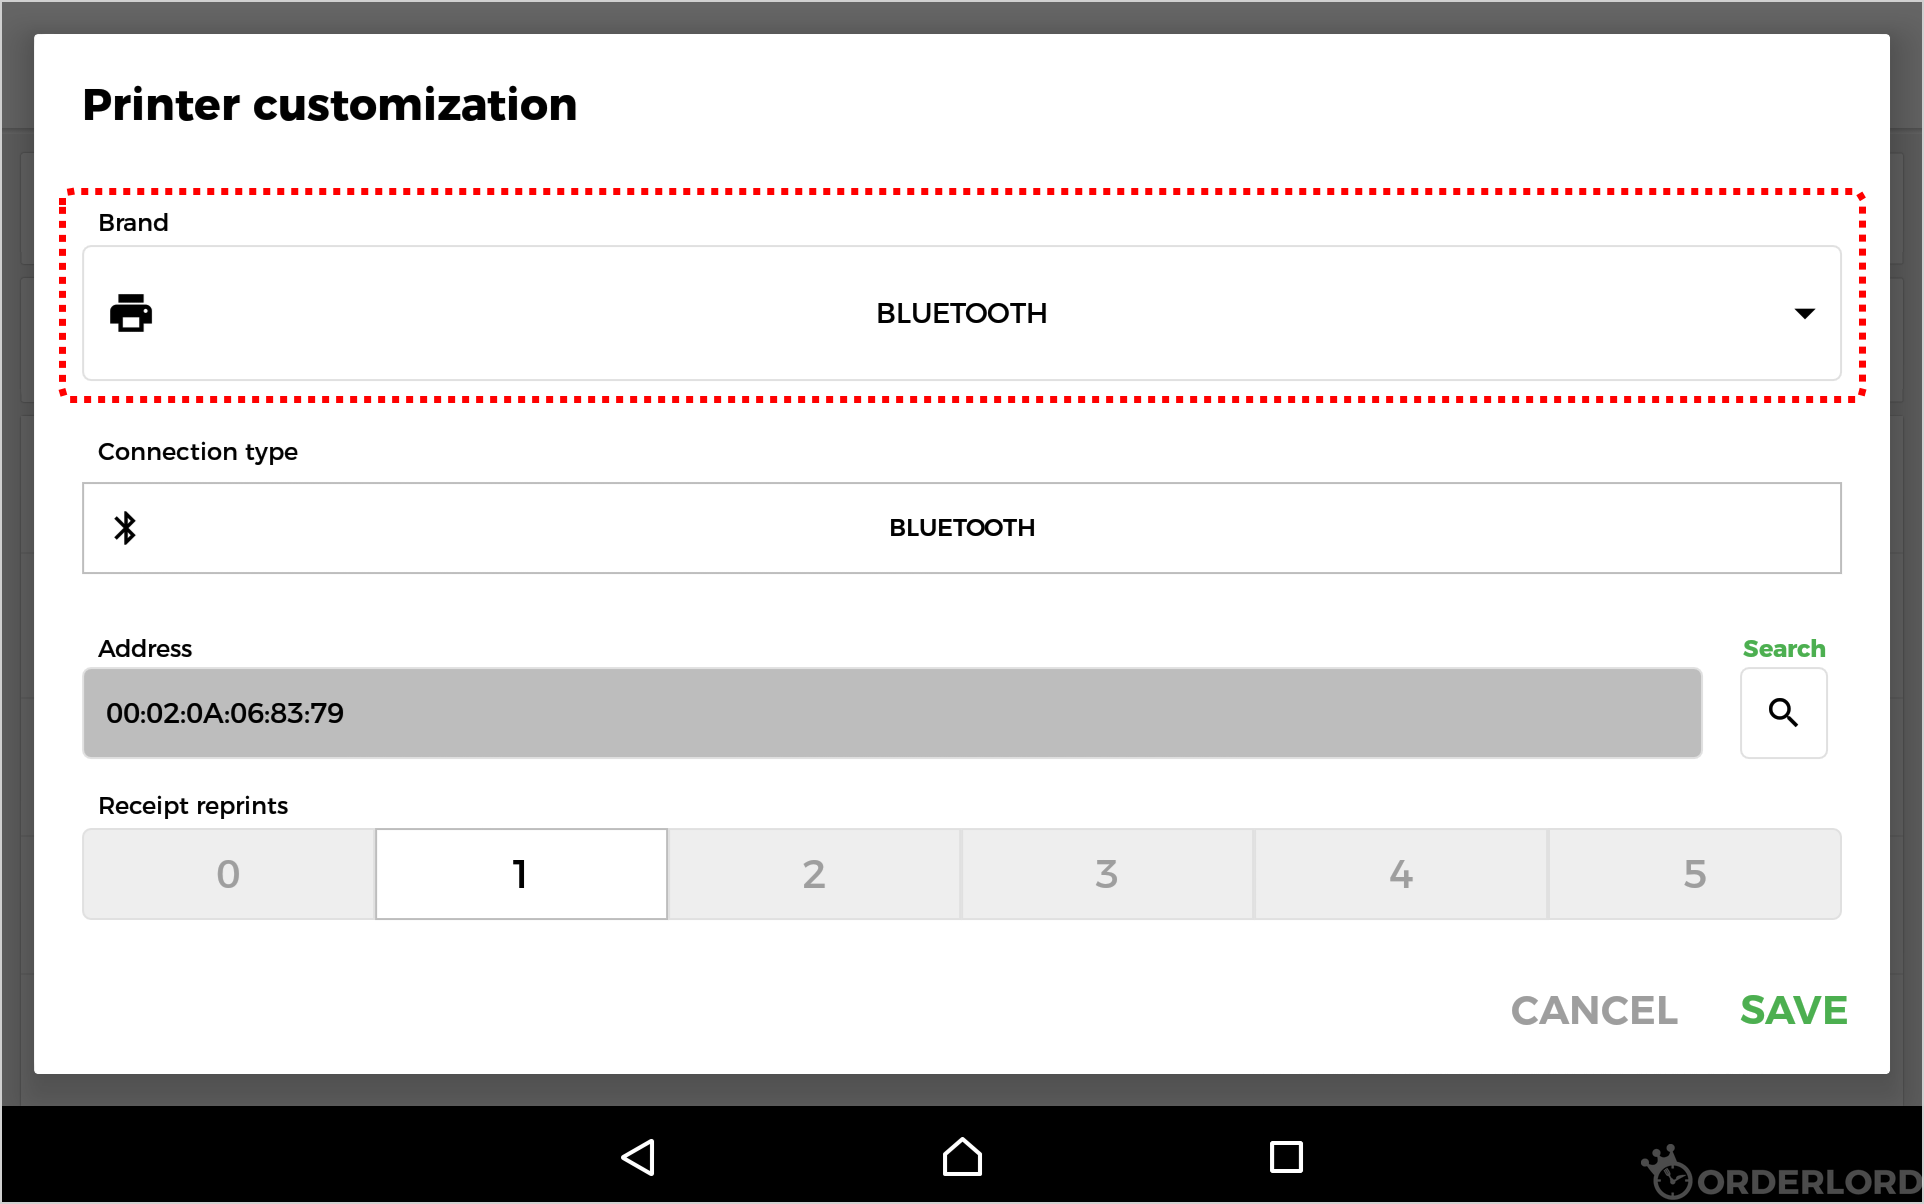 Printer customization
Brand
BLUETOOTH
Connection type
BLUETOOTH
Address
Search
00:02:0A:06:83:79
Receipt reprints
0 1 2 3 4 5
CANCEL SAVE
ORDERLORD